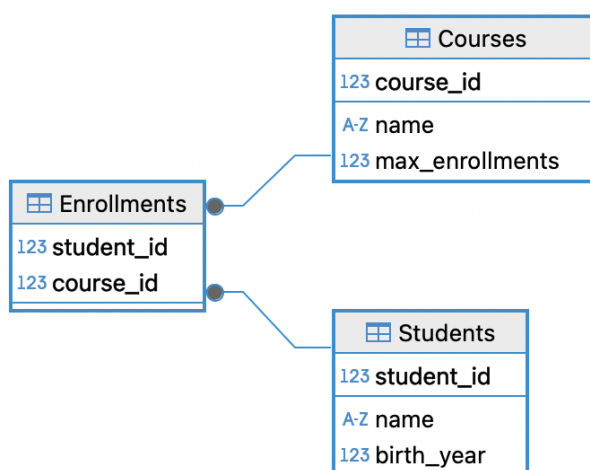 Courses
123 course_id
A-Z name
123 max_enrollments
Enrollments
123 student_id
123 course_id
Students
123 student_id
A-Z name
123 birth_year